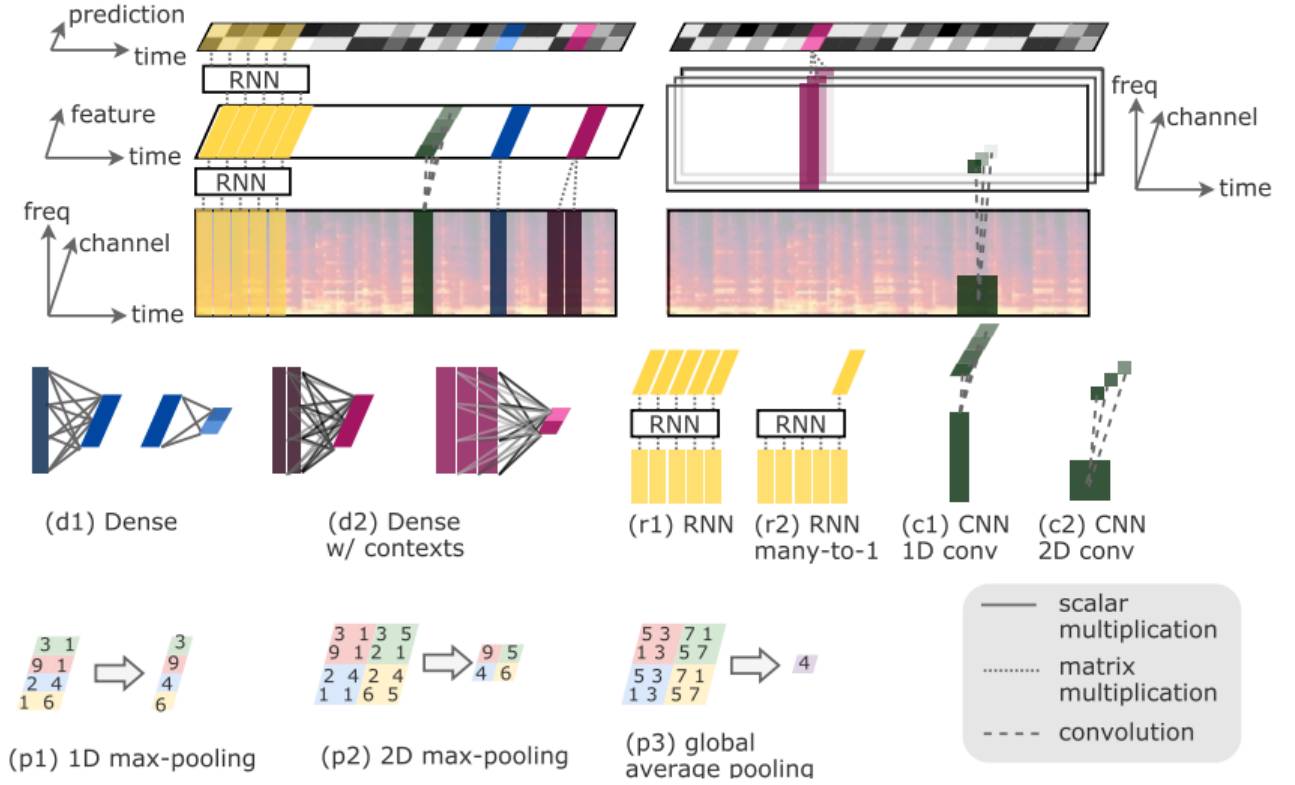 prediction
time
RNN
feature
time
RNN
freq
channel
time
freq
channel
time
(d1) Dense
(d2) Dense
w/ contexts
RNN
(r1) RNN
RNN
(r2) RNN
many-to-1
(c1) CNN
1D conv
(c2) CNN
2D conv
3 1
9 1
2 4
1 6
3
9
4
6
(p1) 1D max-pooling
3 1 3 5
9 1 2 1
2 4 2 4
1 1 6 5
9 5
4 6
(p2) 2D max-pooling
5 3 7 1
1 3 5 7
5 3 7 1
1 3 5 7
4
(p3) global
average pooling
scalar
multiplication
matrix
multiplication
convolution